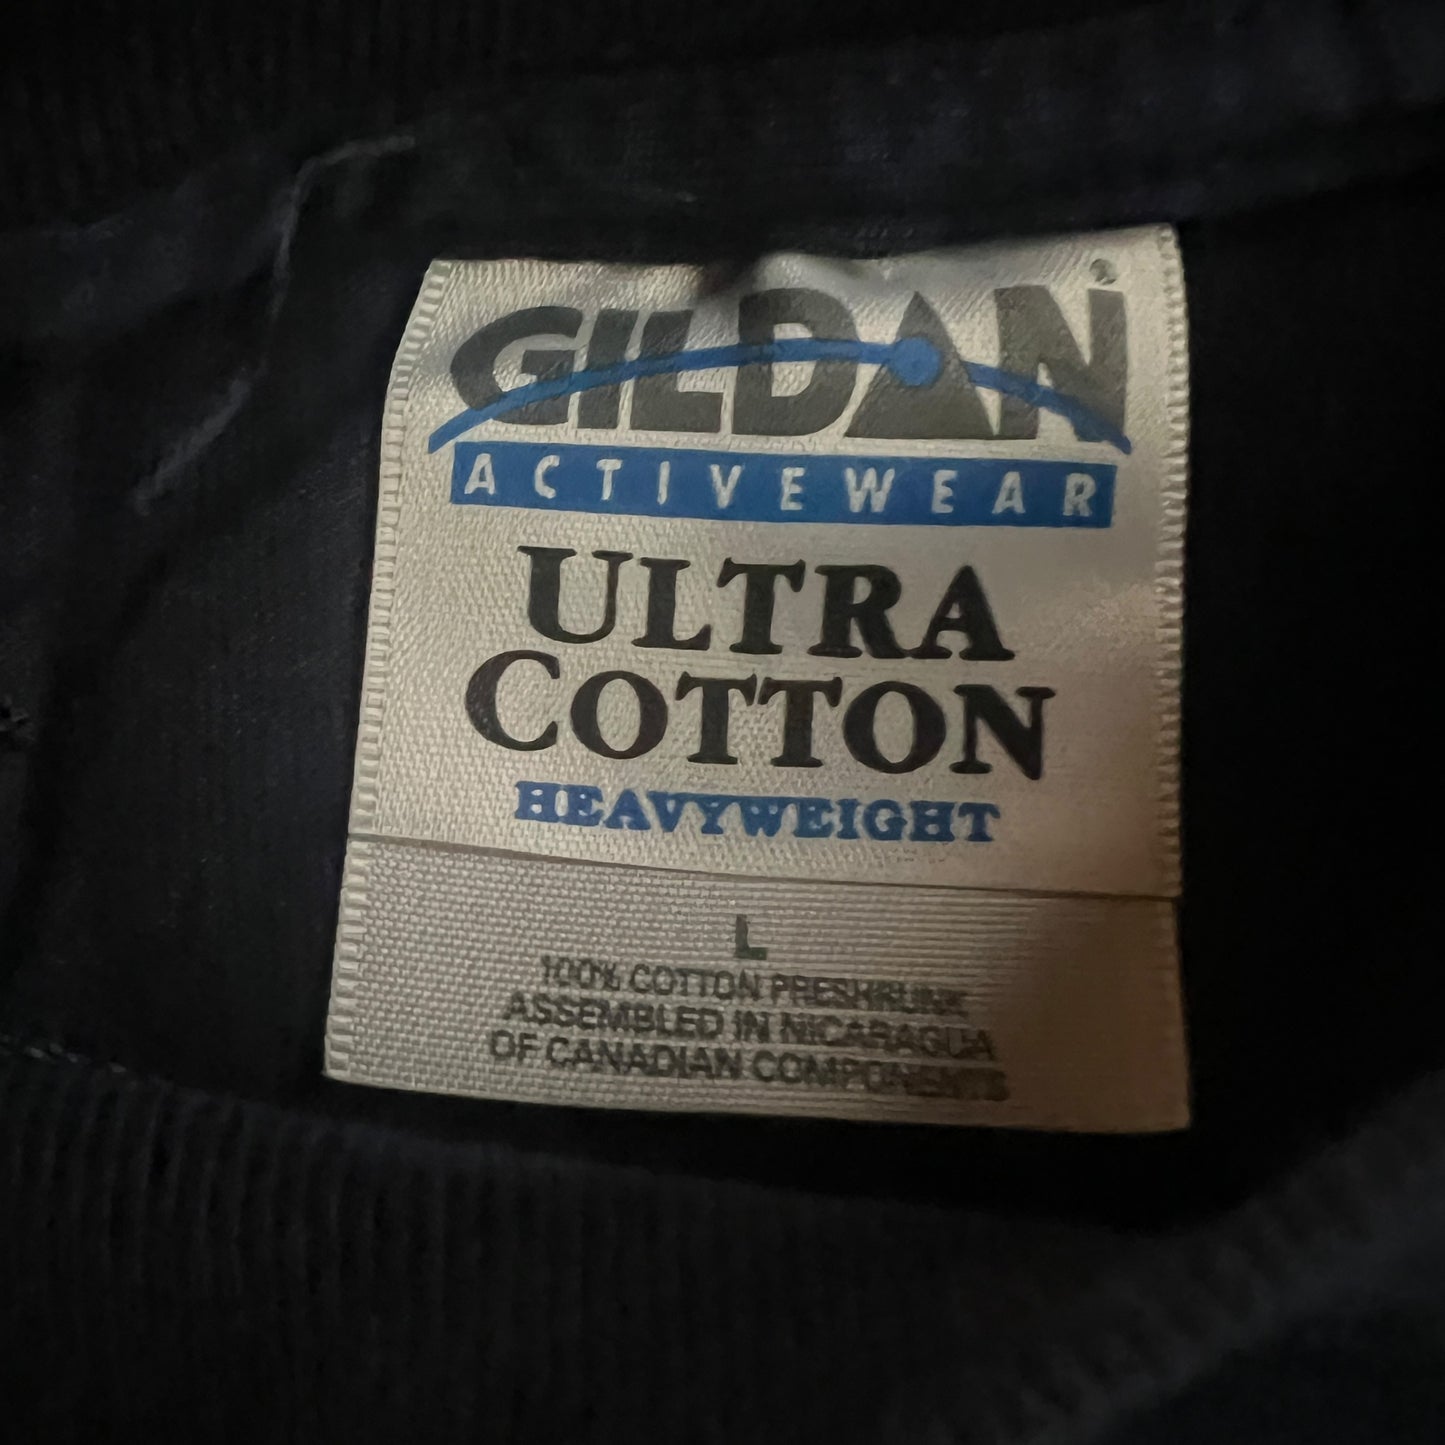 GILDAN
ACTIVEWEAR
ULTRA
COTTON
HEAVYWEIGHT
L
100% COTTON PRESHRUNK
ASSEMBLED IN NICARAGUA
OF CANADIAN COMPONENTS